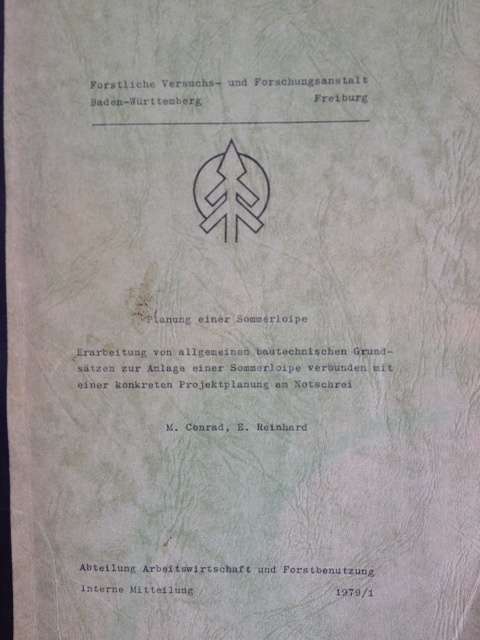 Forstliche Versuchs- und Forschungsanstalt
Baden-Württemberg Freiburg
Planung einer Sommerloipe
Erarbeitung von allgemeinen bautechnischen Grund-
sätzen zur Anlage einer Sommerloipe verbunden mit
einer konkreten Projektplanung am Notschrei
M. Conrad, E. Reinhard
Abteilung Arbeitswirtschaft und Forstbenutzung
Interne Mitteilung 1979/1